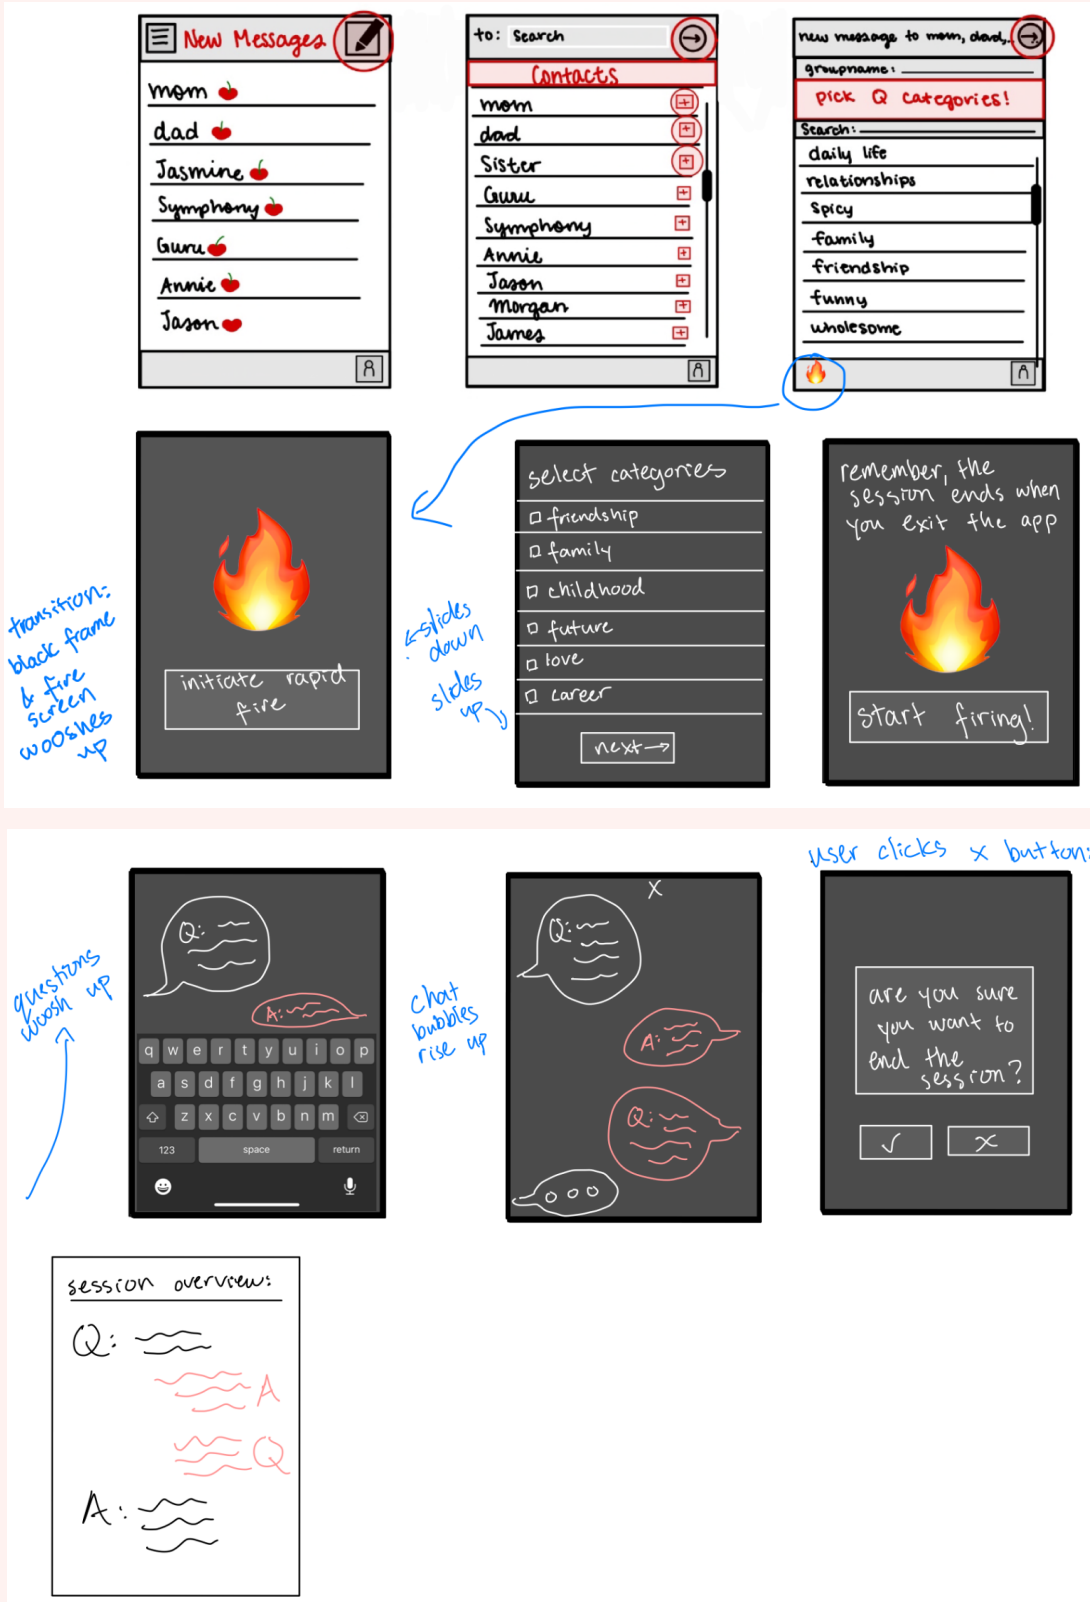 New Messages
mom
dad
Jasmine
Symphony
Guru
Annie
Jason
to: Search
Contacts
mom
dad
Sister
Guru
Symphony
Annie
Jason
Morgan
James
new message to mom, dad,..
groupname:
pick Q categories!
Search:
daily life
relationships
Spicy
family
friendship
funny
wholesome
transition:
black frame
& fire
screen
wooshes
up
initiate rapid
fire
slides
down
slides
up
select categories
friendship
family
childhood
future
love
career
next→
remember, the
session ends when
you exit the app
start firing!
questions
woosh up
Q:
A:
q w e r t y u i o p
a s d f g h j k l
z x c v b n m
123 space return
chat
bubbles
rise up
X
Q:
A:
Q:
user clicks x button:
are you sure
you want to
end the
session?
✓ x
session overview:
Q:
A
Q
A: